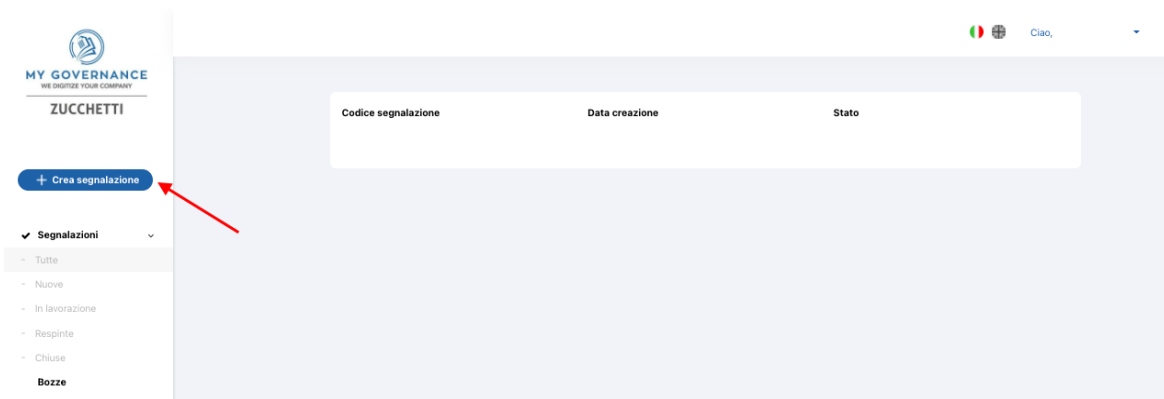 Ciao,
MY GOVERNANCE
WE DIGITIZE YOUR COMPANY
ZUCCHETTI
Codice segnalazione Data creazione Stato
+ Crea segnalazione
Segnalazioni
- Tutte
- Nuove
- In lavorazione
- Respinte
- Chiuse
Bozze